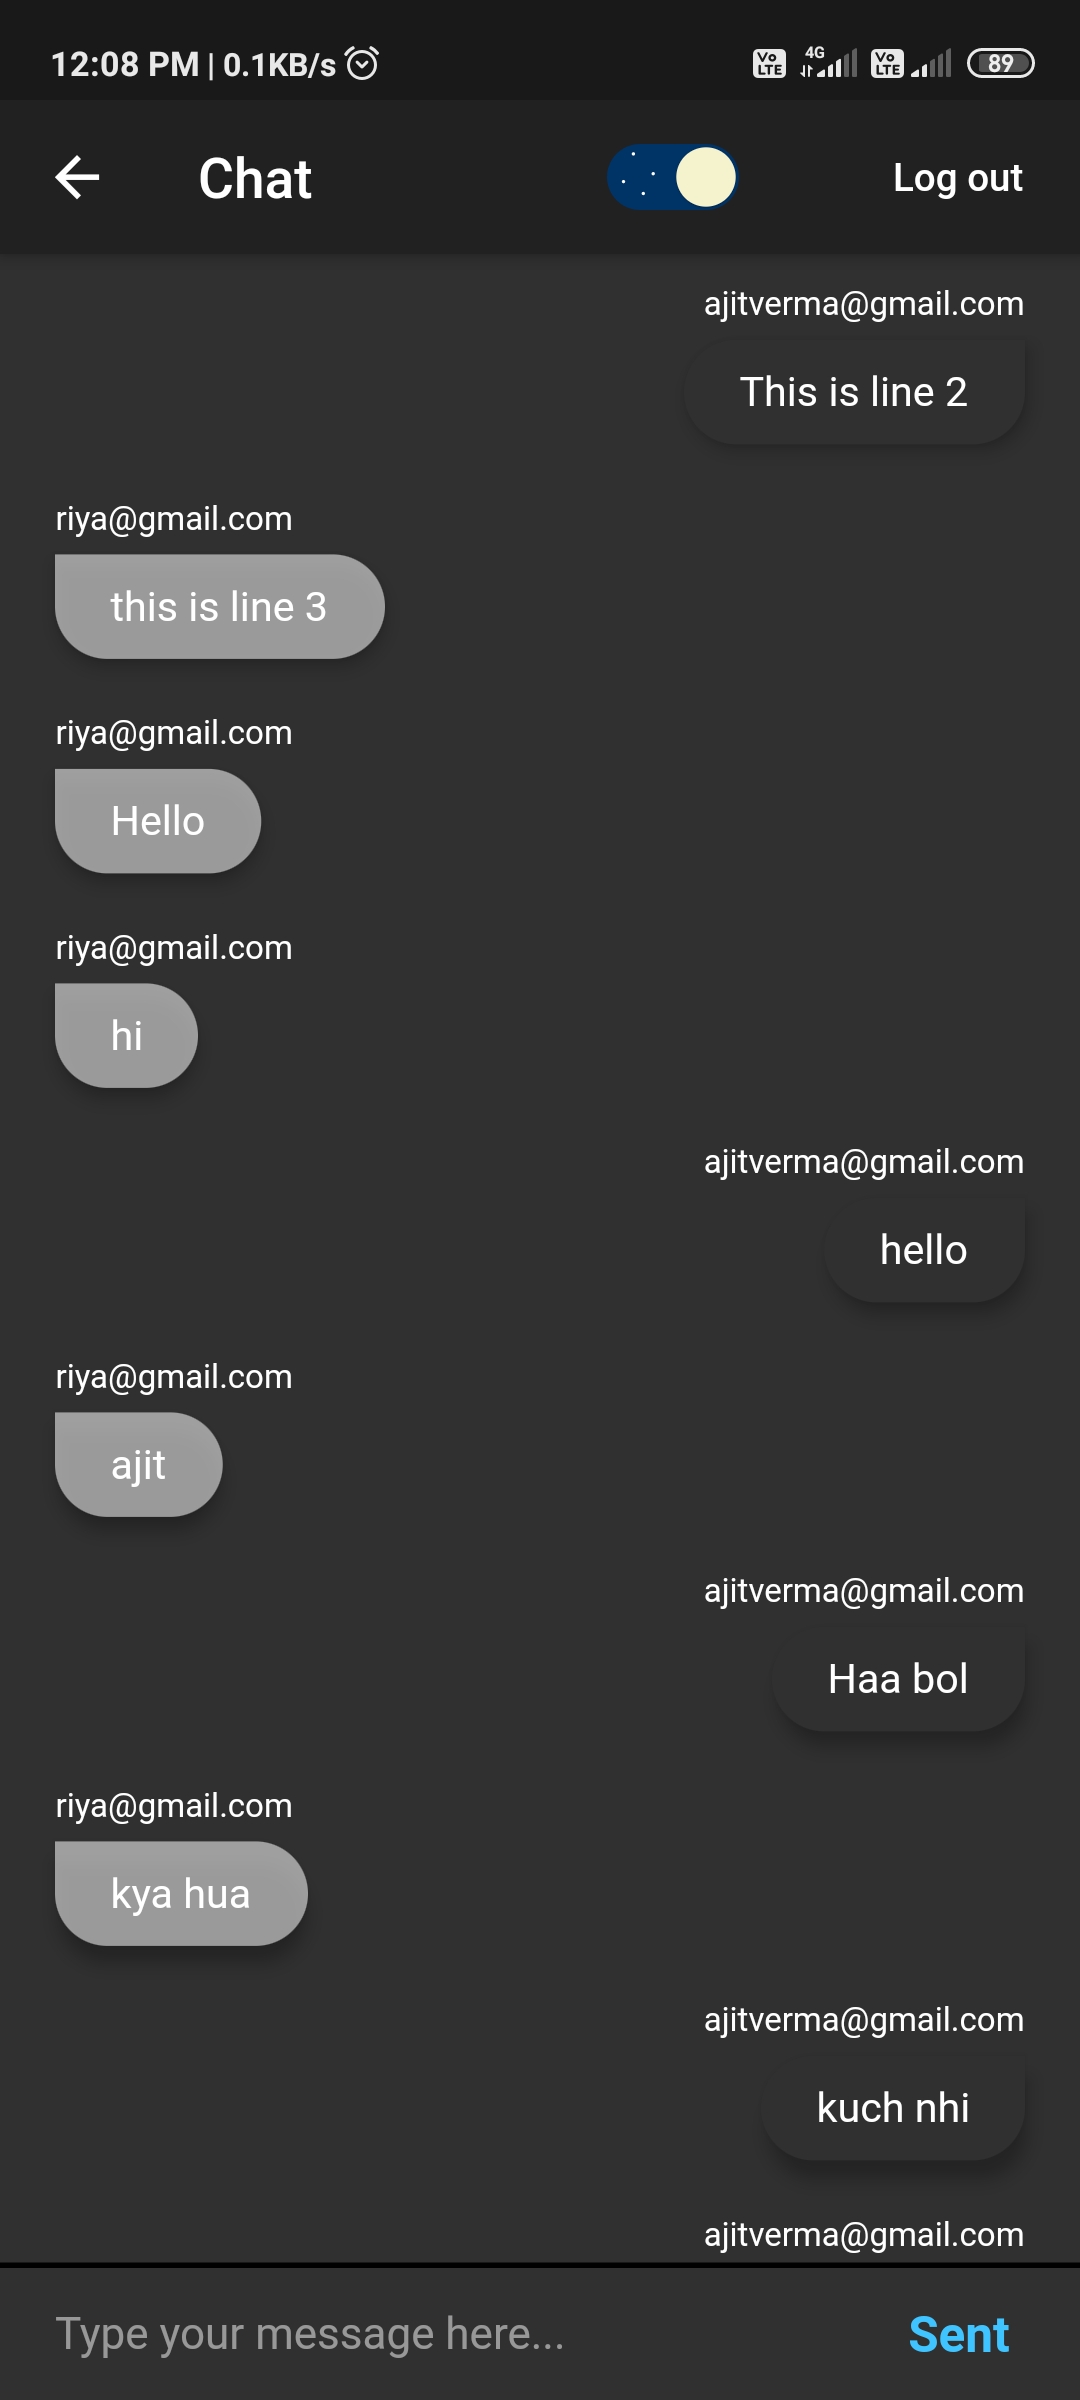 12:08 PM | 0.1KB/s Vo LTE 4G Vo LTE 89
Chat Log out
ajitverma@gmail.com
This is line 2
riya@gmail.com
this is line 3
riya@gmail.com
Hello
riya@gmail.com
hi
ajitverma@gmail.com
hello
riya@gmail.com
ajit
ajitverma@gmail.com
Haa bol
riya@gmail.com
kya hua
ajitverma@gmail.com
kuch nhi
ajitverma@gmail.com
Type your message here... Sent